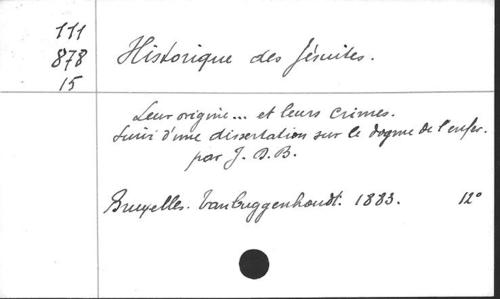 111
878
15
Historique des Jésuites.
Leur origine... et leurs crimes.
Suivi d'une dissertation sur le dogme de l'enfer.
par J. B. B.
Bruxelles. VanBuggenhoudt. 1883. 12°